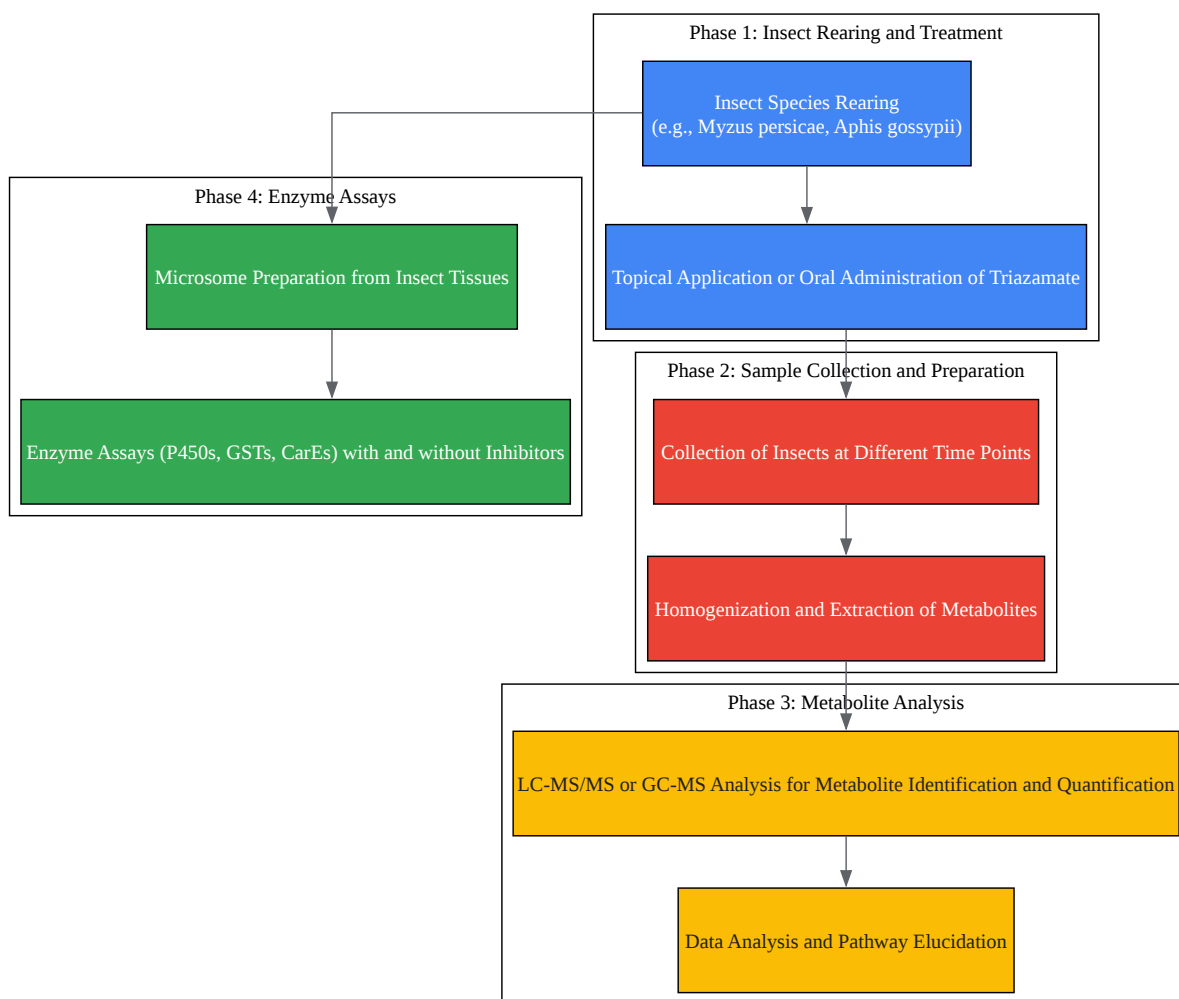 Phase 1: Insect Rearing and Treatment
Insect Species Rearing
(e.g., Myzus persicae, Aphis gossypii)
Topical Application or Oral Administration of Triazamate
Phase 4: Enzyme Assays
Microsome Preparation from Insect Tissues
Enzyme Assays (P450s, GSTs, CarEs) with and without Inhibitors
Phase 2: Sample Collection and Preparation
Collection of Insects at Different Time Points
Homogenization and Extraction of Metabolites
Phase 3: Metabolite Analysis
LC-MS/MS or GC-MS Analysis for Metabolite Identification and Quantification
Data Analysis and Pathway Elucidation